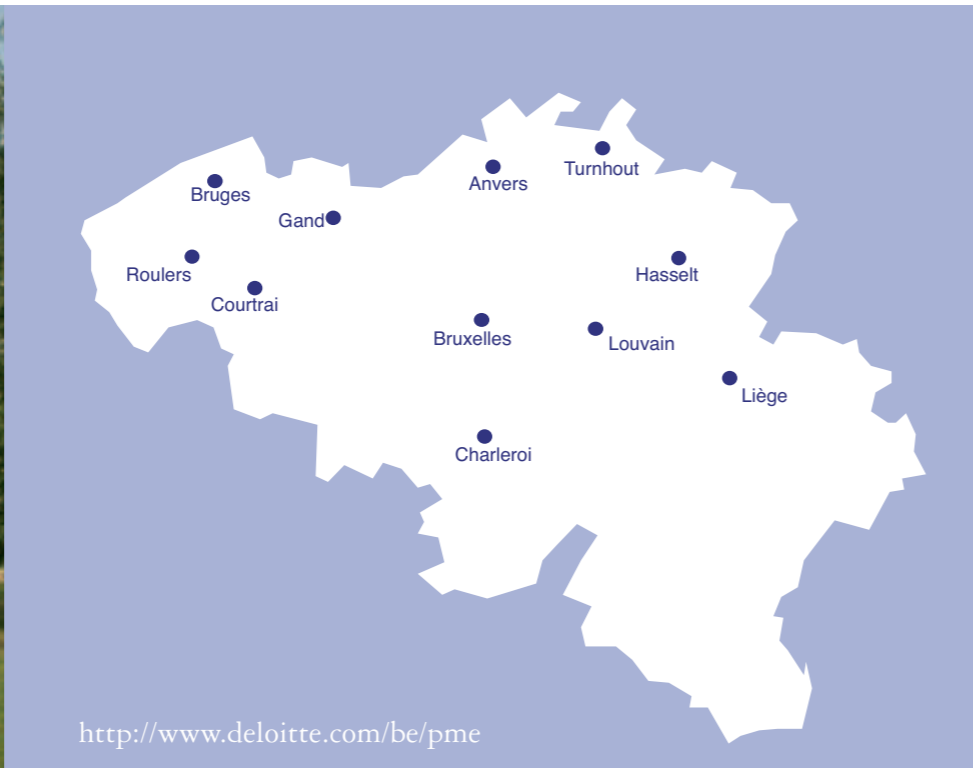 Turnhout
Anvers
Bruges
Gand
Roulers
Hasselt
Courtrai
Bruxelles
Louvain
Liège
Charleroi
http://www.deloitte.com/be/pme